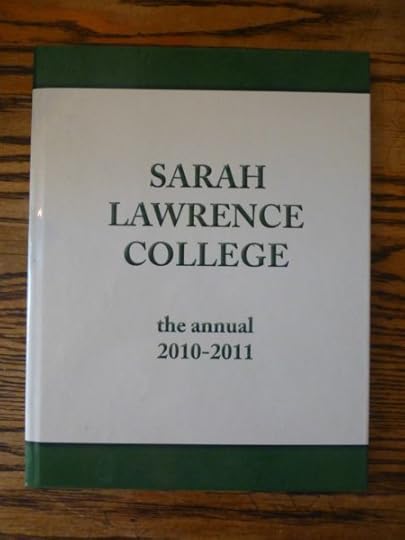 SARAH
LAWRENCE
COLLEGE
the annual
2010-2011